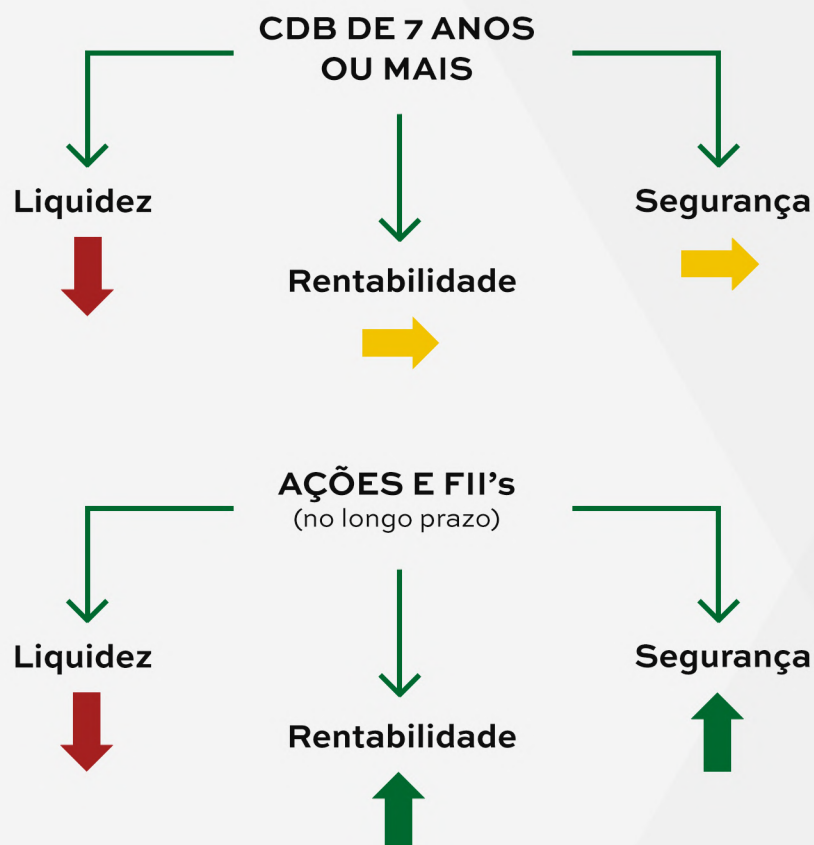 CDB DE 7 ANOS
OU MAIS
Liquidez
Segurança
Rentabilidade
AÇÕES E FII's
(no longo prazo)
Liquidez
Segurança
Rentabilidade